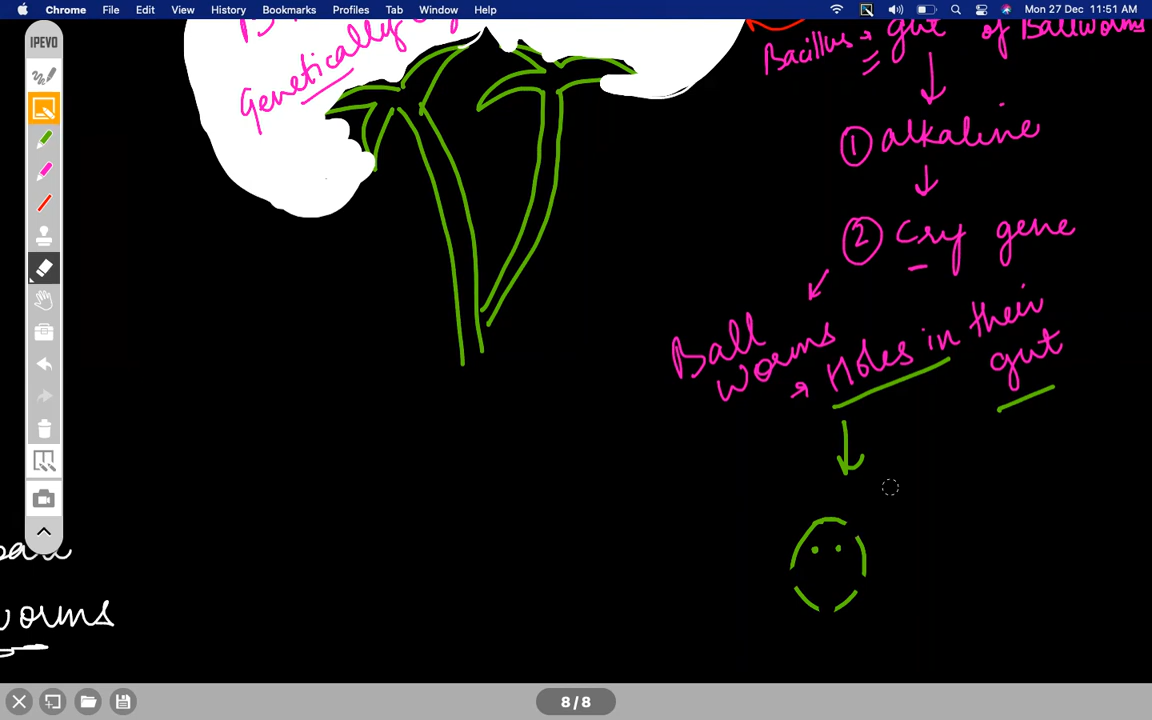 Chrome File Edit View History Bookmarks Profiles Tab Window Help Mon 27 Dec 11:51 AM
IPEVO
Genetically
Bacillus → gut of Ballworms
① alkaline
② Cry gene
Ball worms → Holes in their gut
worms
8/8